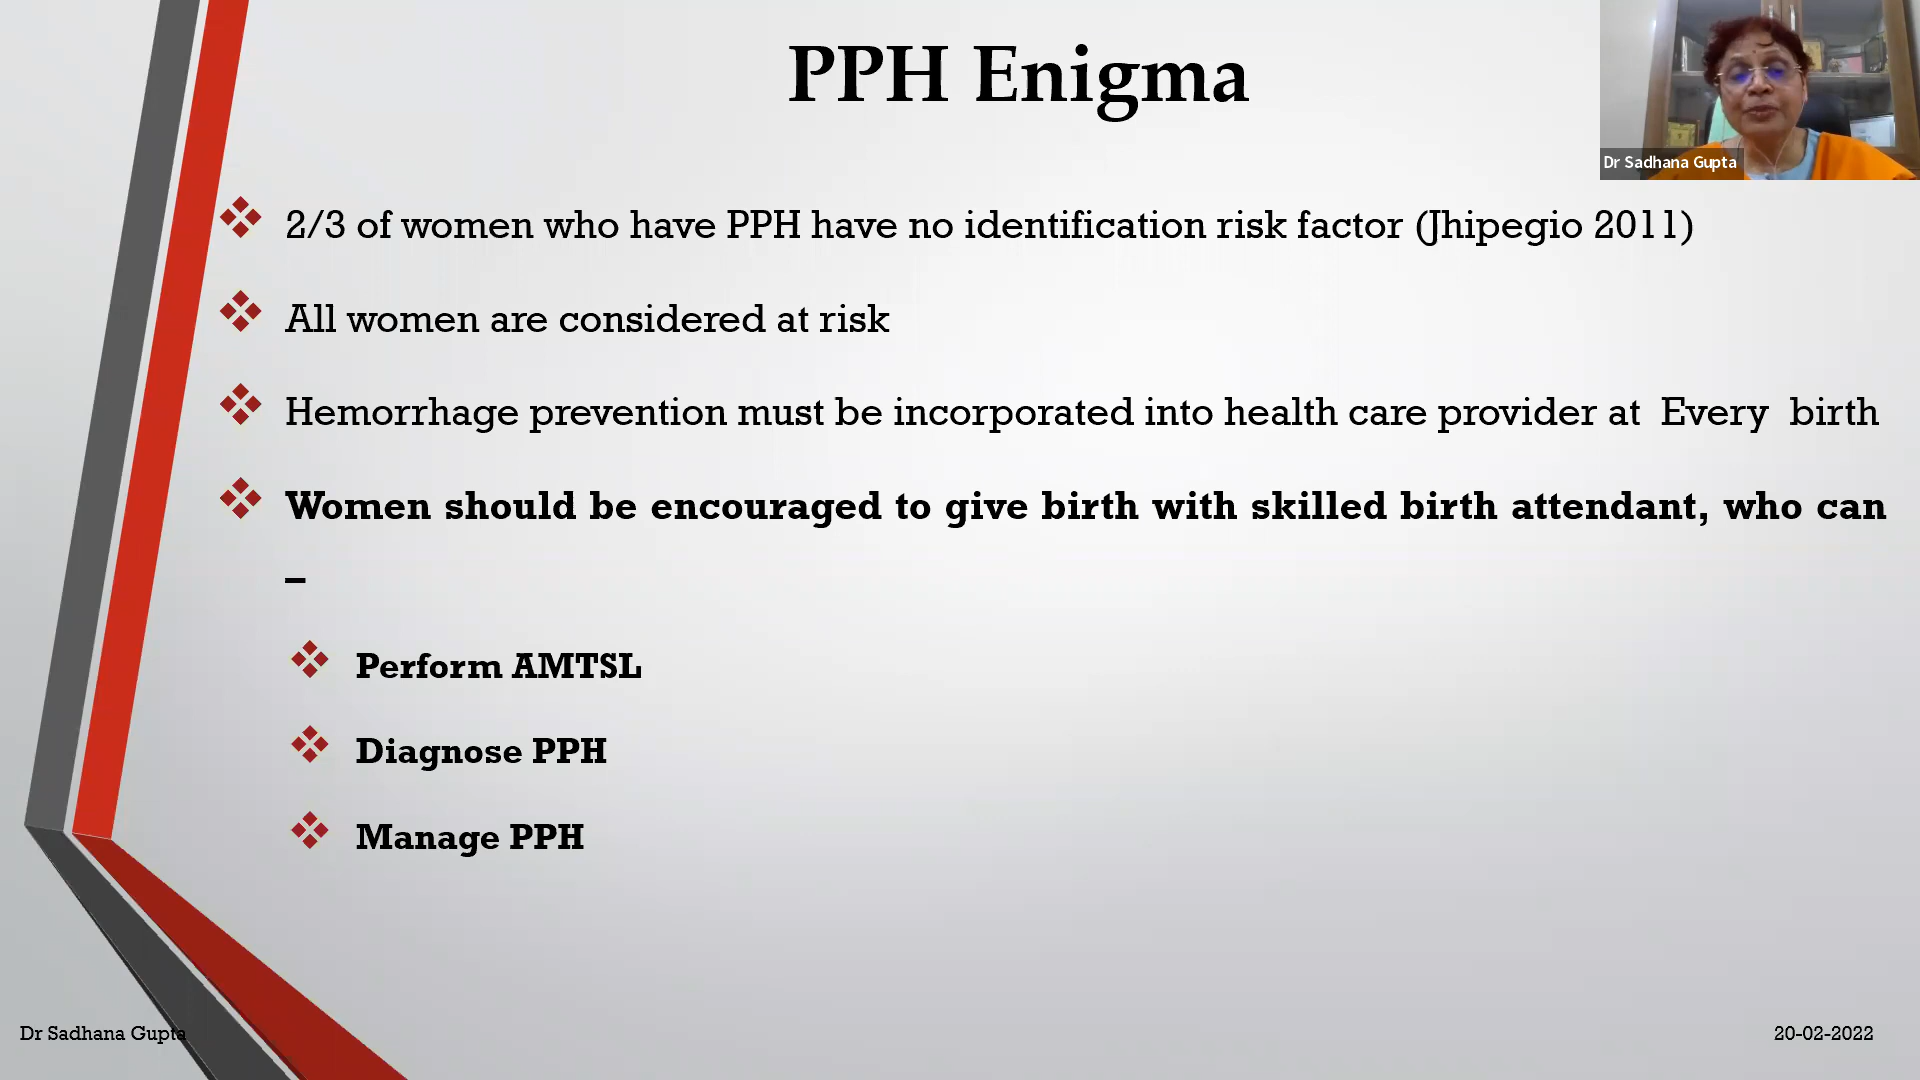 PPH Enigma
Dr Sadhana Gupta
2/3 of women who have PPH have no identification risk factor (Jhipegio 2011)
All women are considered at risk
Hemorrhage prevention must be incorporated into health care provider at Every birth
Women should be encouraged to give birth with skilled birth attendant, who can
–
Perform AMTSL
Diagnose PPH
Manage PPH
Dr Sadhana Gupta
20-02-2022